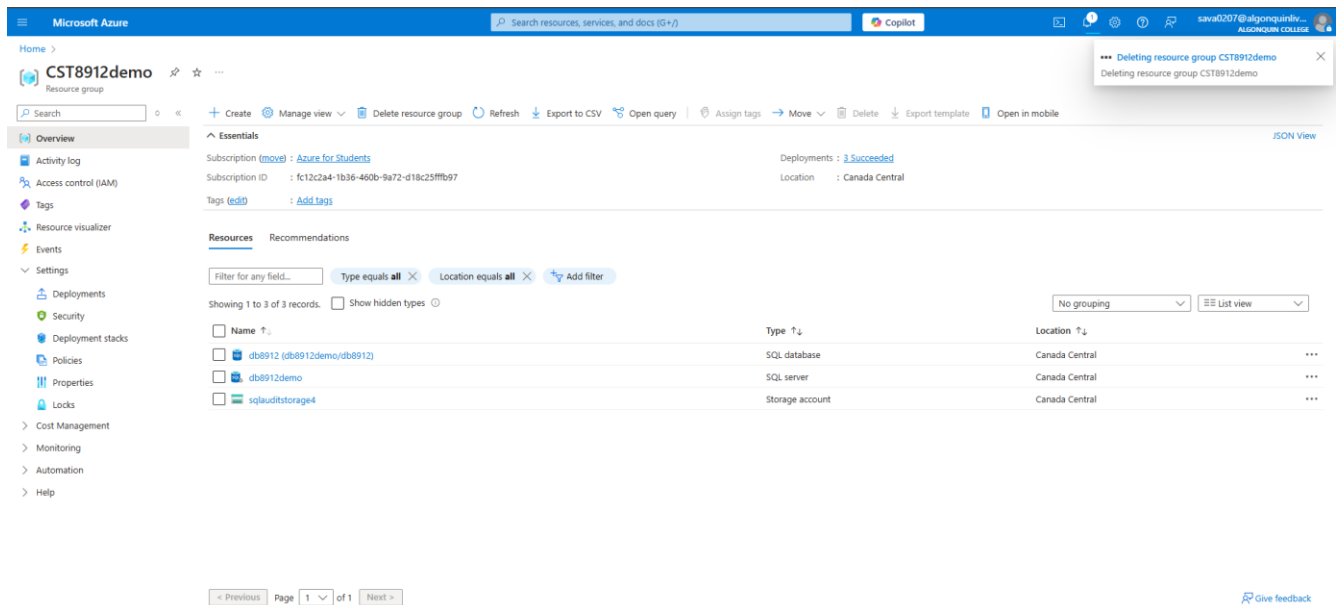 Microsoft Azure
Search resources, services, and docs (G+/)
Copilot
1
sava0207@algonquinliv...
ALGONQUIN COLLEGE
Home >
CST8912demo
Resource group
Deleting resource group CST8912demo
Deleting resource group CST8912demo
Search
+ Create Manage view Delete resource group Refresh Export to CSV Open query Assign tags Move Delete Export template Open in mobile
Overview
Activity log
Access control (IAM)
Tags
Resource visualizer
Events
Settings
Deployments
Security
Deployment stacks
Policies
Properties
Locks
Cost Management
Monitoring
Automation
Help
Essentials
JSON View
Subscription (move) : Azure for Students
Deployments : 3 Succeeded
Subscription ID : fc12c2a4-1b36-460b-9a72-d18c25fffb97
Location : Canada Central
Tags (edit) : Add tags
Resources Recommendations
Filter for any field... Type equals all Location equals all Add filter
Showing 1 to 3 of 3 records. Show hidden types
No grouping List view
Name Type Location
db8912 (db8912demo/db8912) SQL database Canada Central
db8912demo SQL server Canada Central
sqlauditstorage4 Storage account Canada Central
< Previous Page 1 of 1 Next >
Give feedback